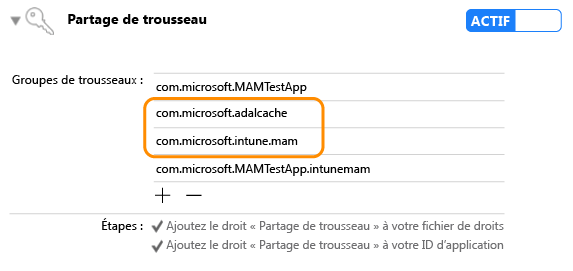 Partage de trousseau
ACTIF
Groupes de trousseaux :
com.microsoft.MAMTestApp
com.microsoft.adalcache
com.microsoft.intune.mam
com.microsoft.MAMTestApp.intunemam
Étapes : ✔ Ajoutez le droit « Partage de trousseau » à votre fichier de droits
✔ Ajoutez le droit « Partage de trousseau » à votre ID d’application